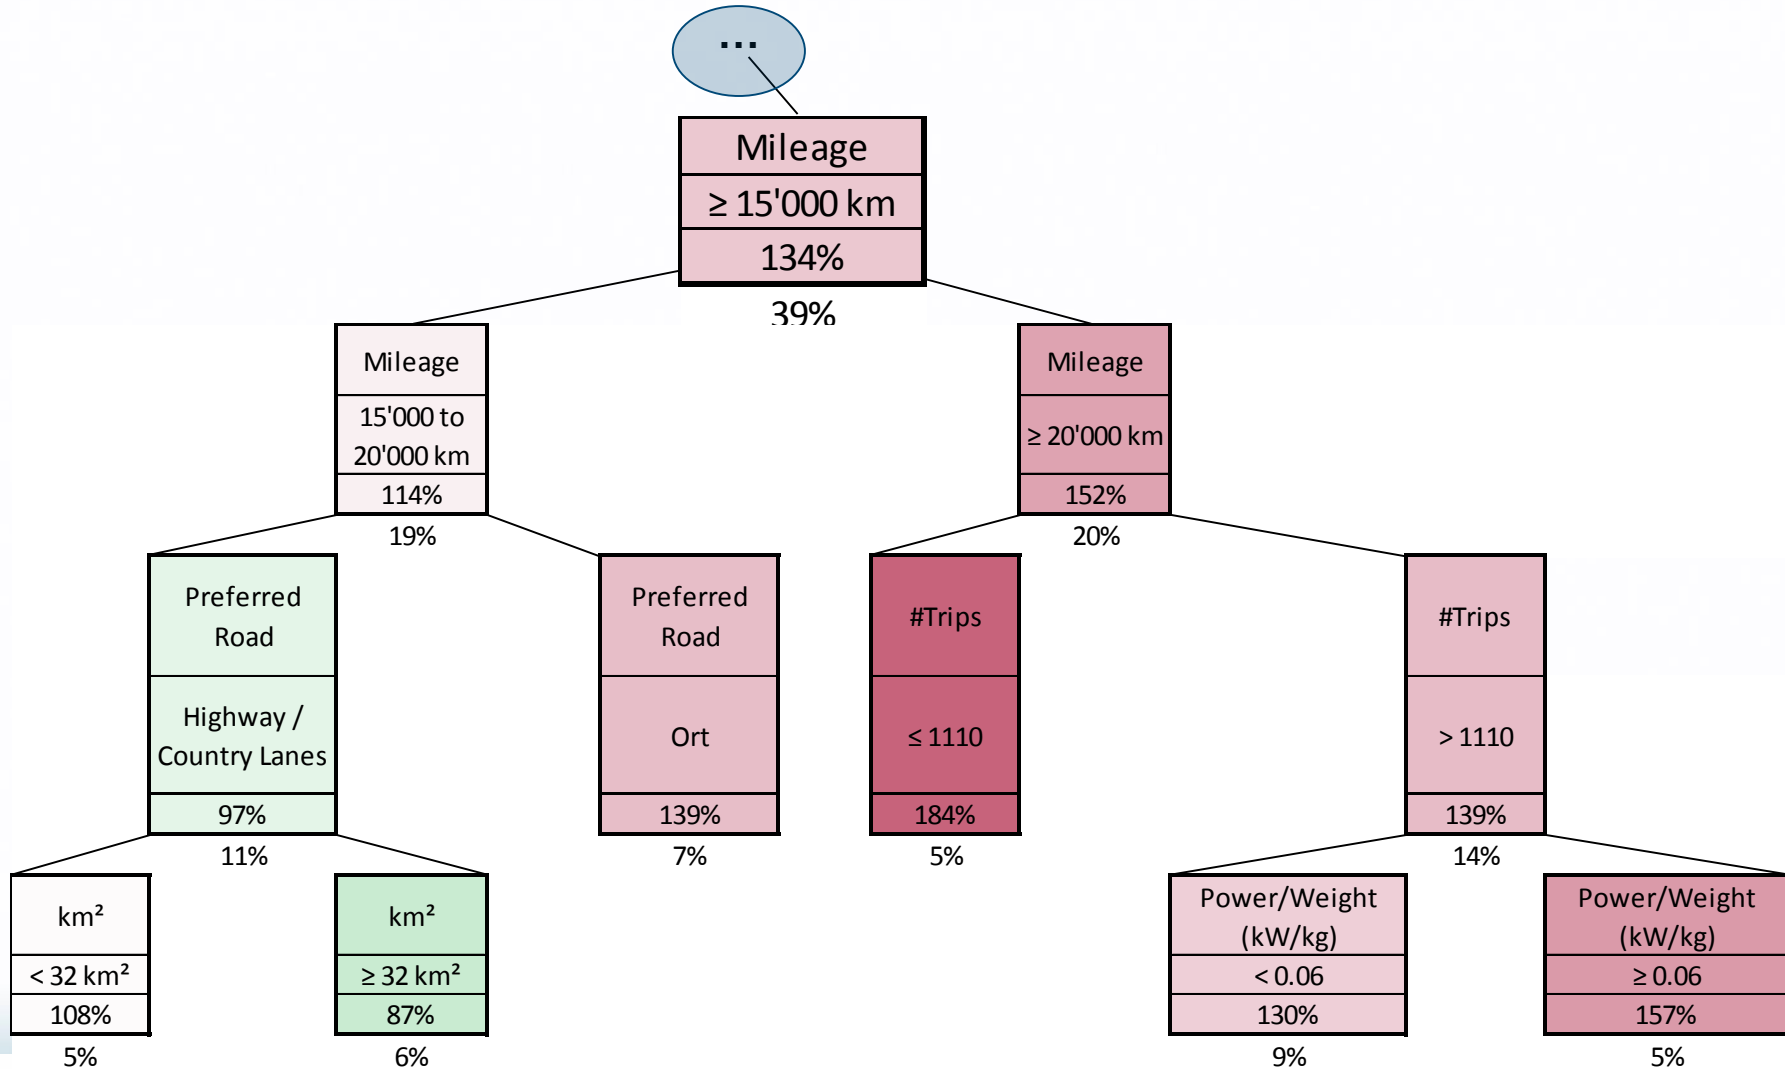 ...
Mileage
≥ 15'000 km
134%
39%
Mileage
15'000 to
20'000 km
114%
19%
Mileage
≥ 20'000 km
152%
20%
Preferred
Road
Highway /
Country Lanes
97%
11%
Preferred
Road
Ort
139%
7%
#Trips
≤ 1110
184%
5%
#Trips
> 1110
139%
14%
km²
< 32 km²
108%
5%
km²
≥ 32 km²
87%
6%
Power/Weight
(kW/kg)
< 0.06
130%
9%
Power/Weight
(kW/kg)
≥ 0.06
157%
5%